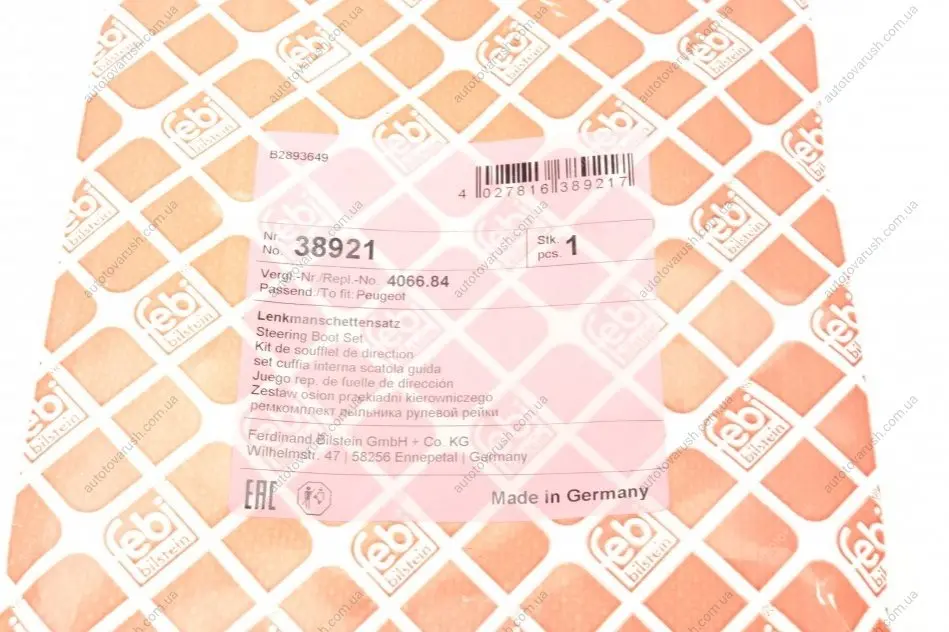 B2893649
4 027816 389217
Nr.
No. 38921
Stk.
pcs. 1
Vergl.-Nr./Repl.-No. 4066.84
Passend./To fit: Peugeot
Lenkmanschettensatz
Steering Boot Set
Kit de soufflet de direction
set cuffia interna scatola guida
Juego rep. de fuelle de dirección
Zestaw osłon przekładni kierowniczego
ремкомплект пыльника рулевой рейки
Ferdinand Bilstein GmbH + Co. KG
Wilhelmstr. 47 | 58256 Ennepetal | Germany
EAC
Made in Germany
febi
bilstein
autotovarush.com.ua